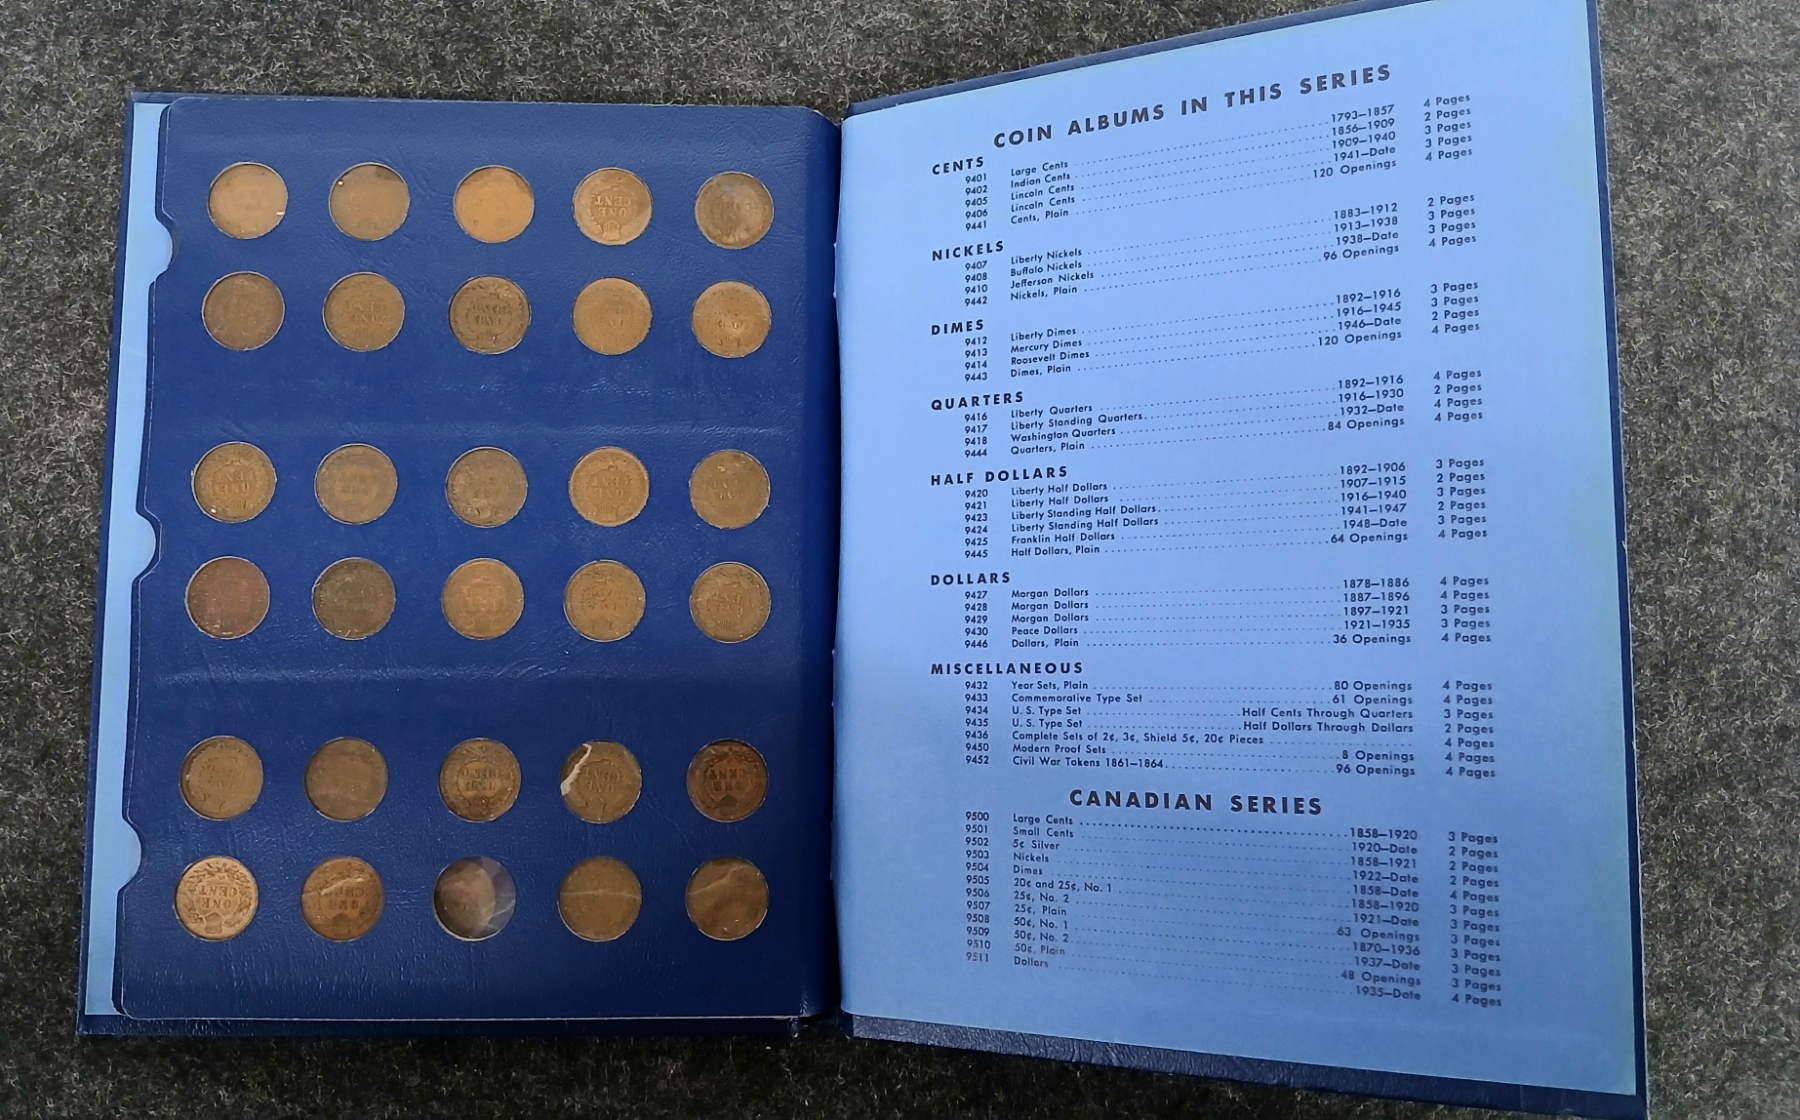 COIN ALBUMS IN THIS SERIES
CENTS
9401 Large Cents 1793–1857 4 Pages
9402 Indian Cents 1856–1909 2 Pages
9405 Lincoln Cents 1909–1940 3 Pages
9406 Lincoln Cents 1941–Date 3 Pages
9441 Cents, Plain 120 Openings 4 Pages
NICKELS
9407 Liberty Nickels 1883–1912 2 Pages
9408 Buffalo Nickels 1913–1938 3 Pages
9410 Jefferson Nickels 1938–Date 3 Pages
9442 Nickels, Plain 96 Openings 4 Pages
DIMES
9412 Liberty Dimes 1892–1916 3 Pages
9413 Mercury Dimes 1916–1945 3 Pages
9414 Roosevelt Dimes 1946–Date 2 Pages
9443 Dimes, Plain 120 Openings 4 Pages
QUARTERS
9416 Liberty Quarters 1892–1916 4 Pages
9417 Liberty Standing Quarters 1916–1930 2 Pages
9418 Washington Quarters 1932–Date 4 Pages
9444 Quarters, Plain 84 Openings 4 Pages
HALF DOLLARS
9420 Liberty Half Dollars 1892–1906 3 Pages
9421 Liberty Half Dollars 1907–1915 2 Pages
9423 Liberty Standing Half Dollars 1916–1940 3 Pages
9424 Liberty Standing Half Dollars 1941–1947 2 Pages
9425 Franklin Half Dollars 1948–Date 3 Pages
9445 Half Dollars, Plain 64 Openings 4 Pages
DOLLARS
9427 Morgan Dollars 1878–1886 4 Pages
9428 Morgan Dollars 1887–1896 4 Pages
9429 Morgan Dollars 1897–1921 3 Pages
9430 Peace Dollars 1921–1935 3 Pages
9446 Dollars, Plain 36 Openings 4 Pages
MISCELLANEOUS
9432 Year Sets, Plain 80 Openings 4 Pages
9433 Commemorative Type Set 61 Openings 4 Pages
9434 U. S. Type Set Half Cents Through Quarters 3 Pages
9435 U. S. Type Set Half Dollars Through Dollars 2 Pages
9436 Complete Sets of 2¢, 3¢, Shield 5¢, 20¢ Pieces 4 Pages
9450 Modern Proof Sets 8 Openings 4 Pages
9452 Civil War Tokens 1861–1864 96 Openings 4 Pages
CANADIAN SERIES
9500 Large Cents 1858–1920 3 Pages
9501 Small Cents 1920–Date 2 Pages
9502 5¢ Silver 1858–1921 2 Pages
9503 Nickels 1922–Date 2 Pages
9504 Dimes 1858–Date 4 Pages
9505 20¢ and 25¢, No. 1 1858–1920 3 Pages
9506 25¢, No. 2 1921–Date 3 Pages
9507 25¢, Plain 63 Openings 3 Pages
9508 50¢, No. 1 1870–1936 3 Pages
9509 50¢, No. 2 1937–Date 3 Pages
9510 50¢, Plain 48 Openings 3 Pages
9511 Dollars 1935–Date 4 Pages
ONE CENT
ONE CENT
ONE CENT
ONE CENT
ONE CENT